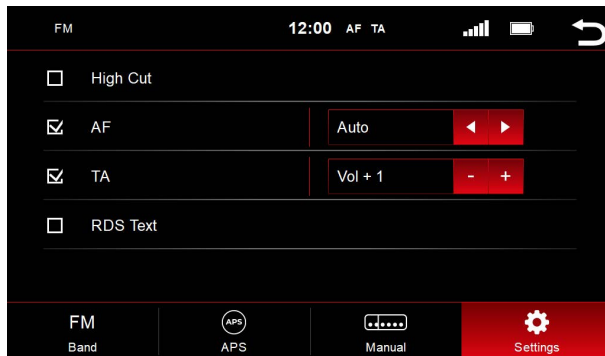 FM 12:00 AF TA
High Cut
AF Auto
TA Vol + 1 - +
RDS Text
FM APS
Band APS Manual Settings